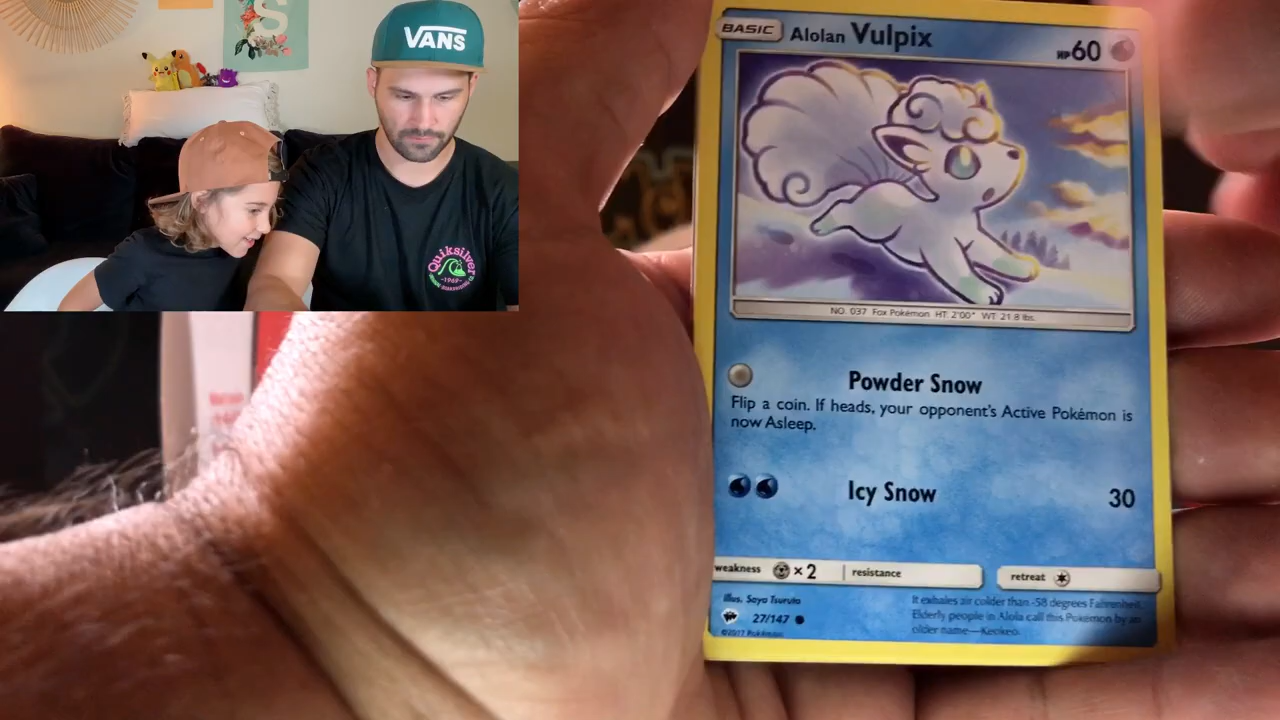 S
VANS
Quiksilver
-1969-
BASIC Alolan Vulpix HP60
NO. 037 Fox Pokémon HT: 2'00" WT: 21.8 lbs.
Powder Snow
Flip a coin. If heads, your opponent's Active Pokémon is
now Asleep.
Icy Snow 30
weakness ×2 resistance retreat
Illus. Saya Tsuruta
27/147
©2017 Pokémon
It exhales air colder than -58 degrees Fahrenheit.
Elderly people in Alola call this Pokémon by an
older name—Keokeo.